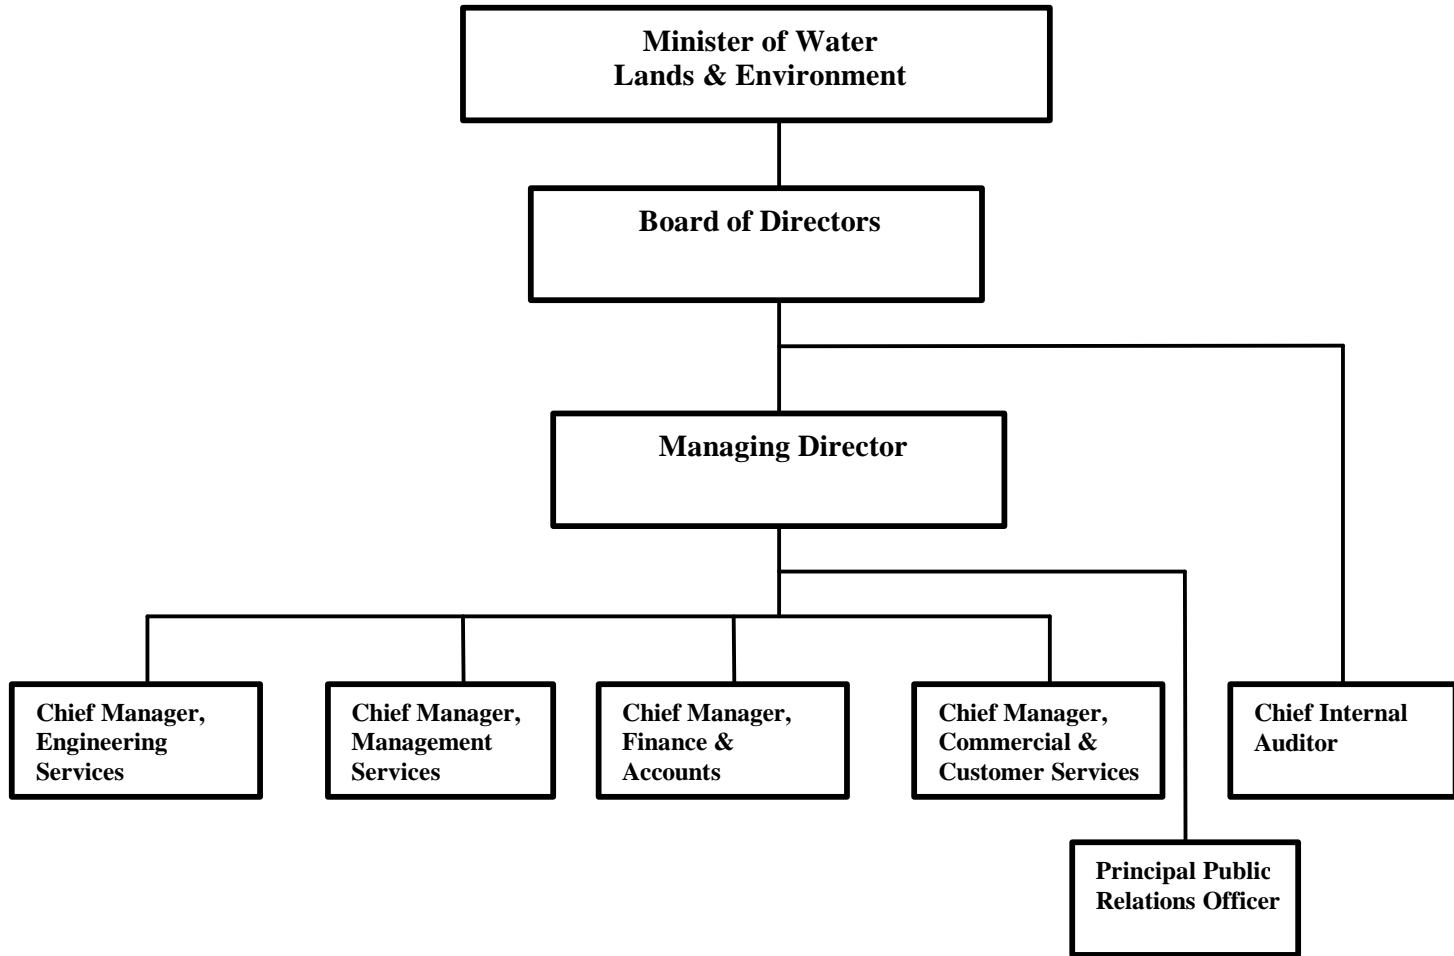 Minister of Water
Lands & Environment
Board of Directors
Managing Director
Chief Manager,
Engineering
Services
Chief Manager,
Management
Services
Chief Manager,
Finance &
Accounts
Chief Manager,
Commercial &
Customer Services
Chief Internal
Auditor
Principal Public
Relations Officer